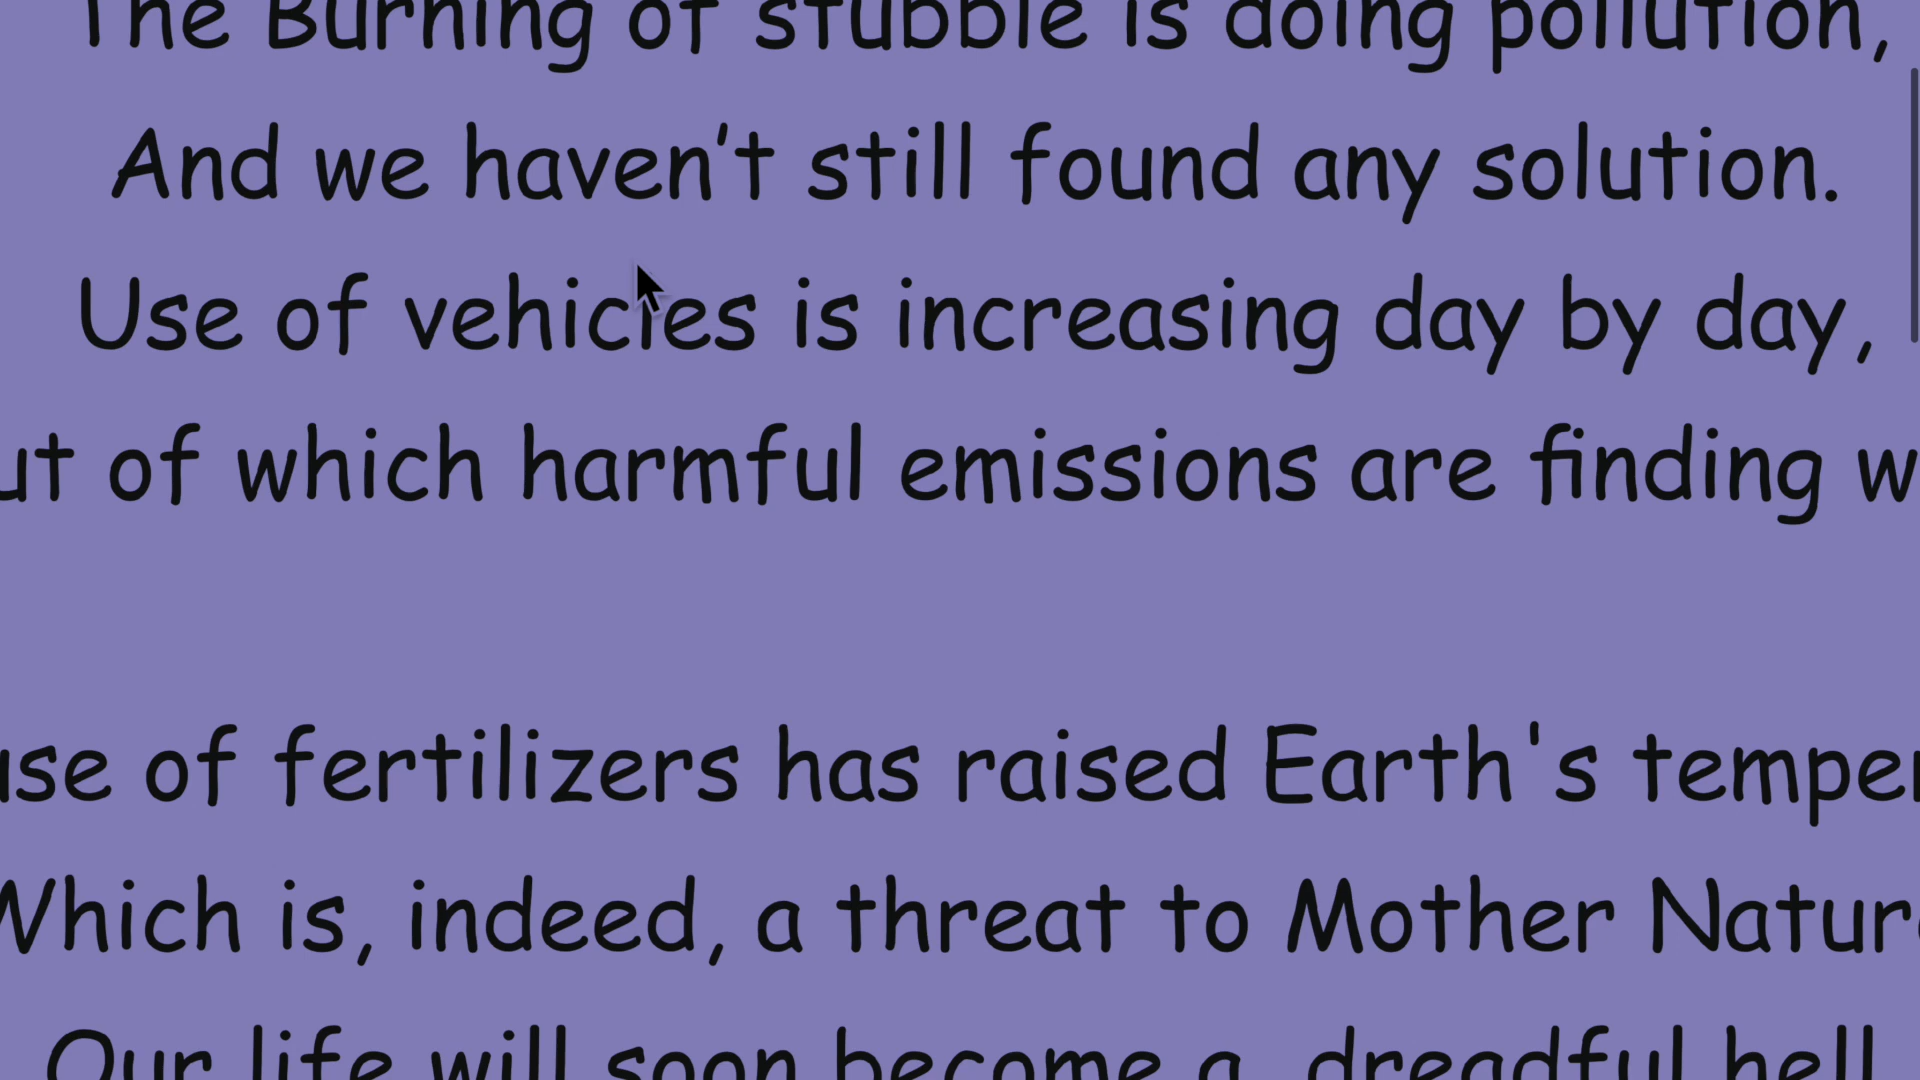 The Burning of stubble is doing pollution,
And we haven't still found any solution.
Use of vehicles is increasing day by day,
of which harmful emissions are finding
of fertilizers has raised Earth's
Which is, indeed, a threat to Mother Nature
Our life will soon become a dreadful hell